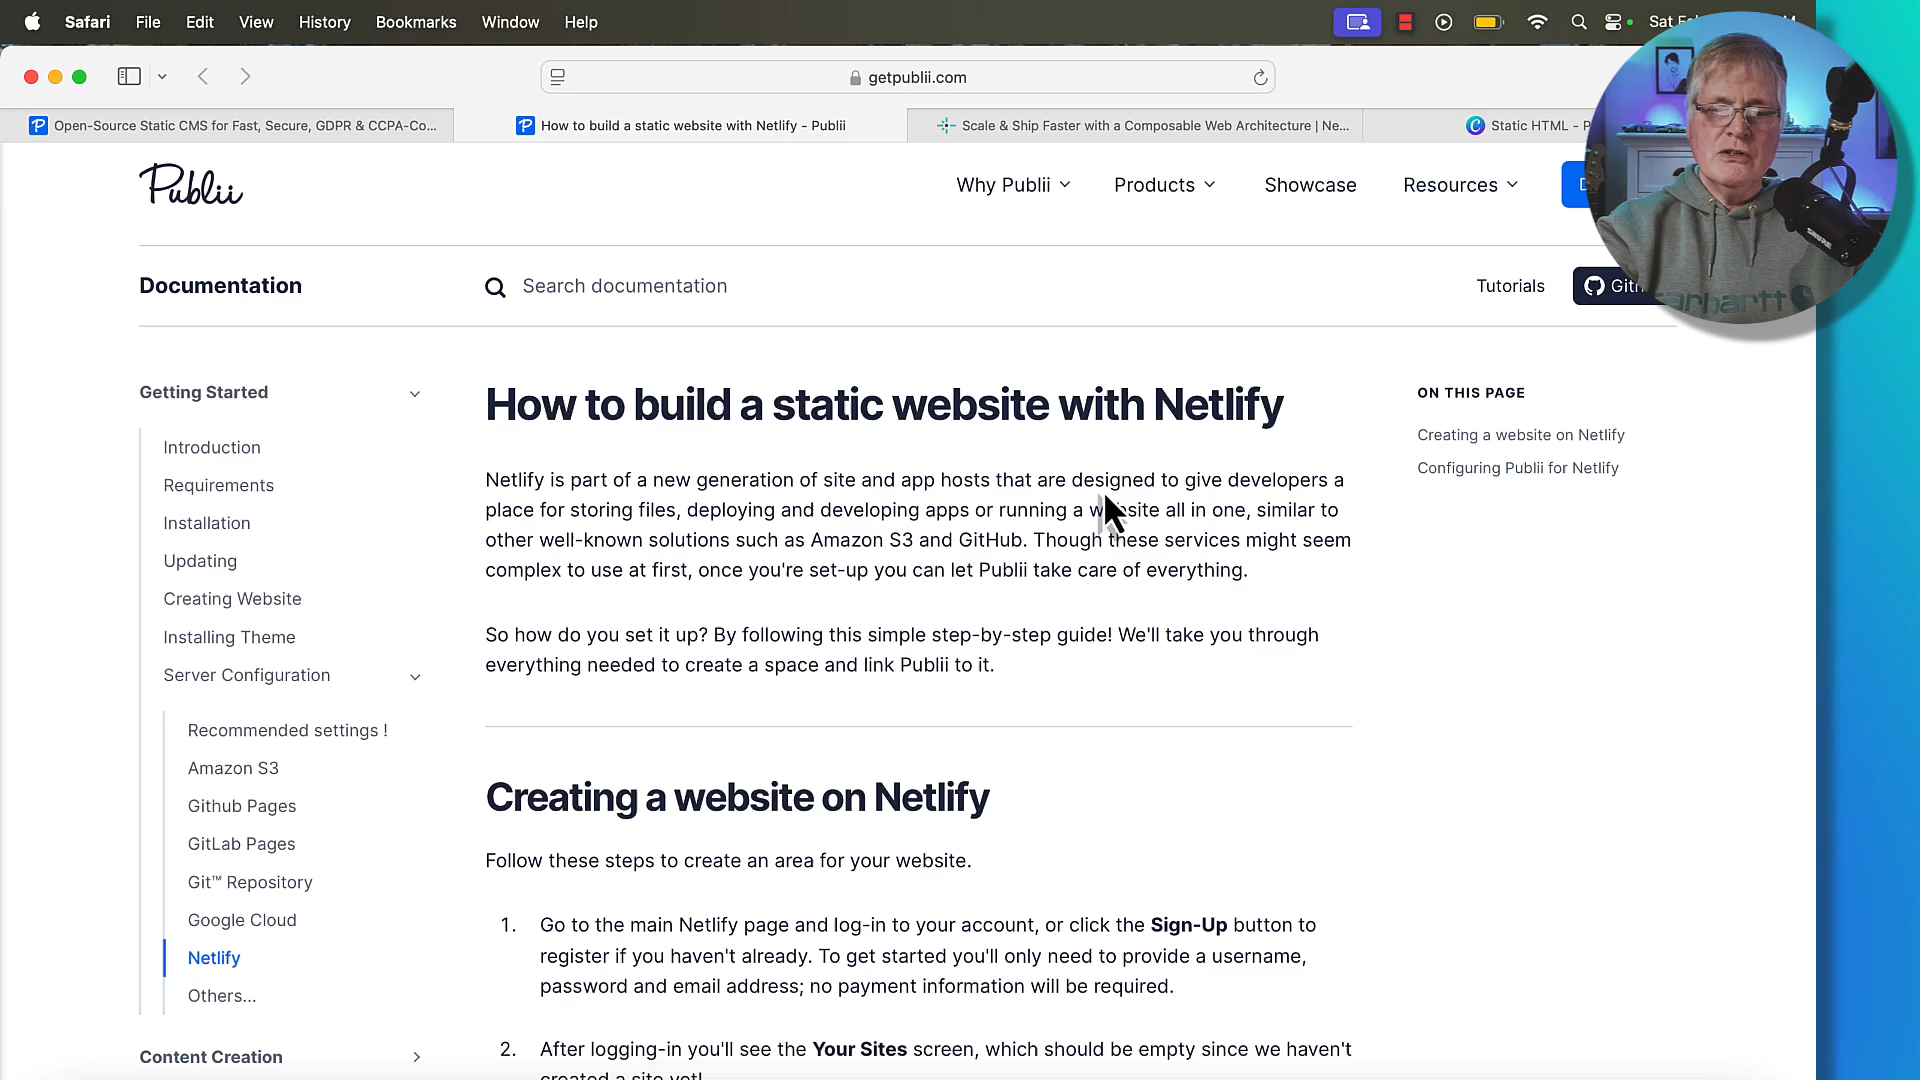 Safari File Edit View History Bookmarks Window Help
getpublii.com
Open-Source Static CMS for Fast, Secure, GDPR & CCPA-Co...
How to build a static website with Netlify - Publii
Scale & Ship Faster with a Composable Web Architecture | Ne...
Static HTML - P
Publii
Why Publii Products Showcase Resources
Documentation
Search documentation
Tutorials
Getting Started
Introduction
Requirements
Installation
Updating
Creating Website
Installing Theme
Server Configuration
Recommended settings !
Amazon S3
Github Pages
GitLab Pages
Git™ Repository
Google Cloud
Netlify
Others...
Content Creation
How to build a static website with Netlify
Netlify is part of a new generation of site and app hosts that are designed to give developers a
place for storing files, deploying and developing apps or running a website all in one, similar to
other well-known solutions such as Amazon S3 and GitHub. Though these services might seem
complex to use at first, once you're set-up you can let Publii take care of everything.
So how do you set it up? By following this simple step-by-step guide! We'll take you through
everything needed to create a space and link Publii to it.
Creating a website on Netlify
Follow these steps to create an area for your website.
1. Go to the main Netlify page and log-in to your account, or click the Sign-Up button to
register if you haven't already. To get started you'll only need to provide a username,
password and email address; no payment information will be required.
2. After logging-in you'll see the Your Sites screen, which should be empty since we haven't
created a site yet!
ON THIS PAGE
Creating a website on Netlify
Configuring Publii for Netlify
SHURE
carhartt